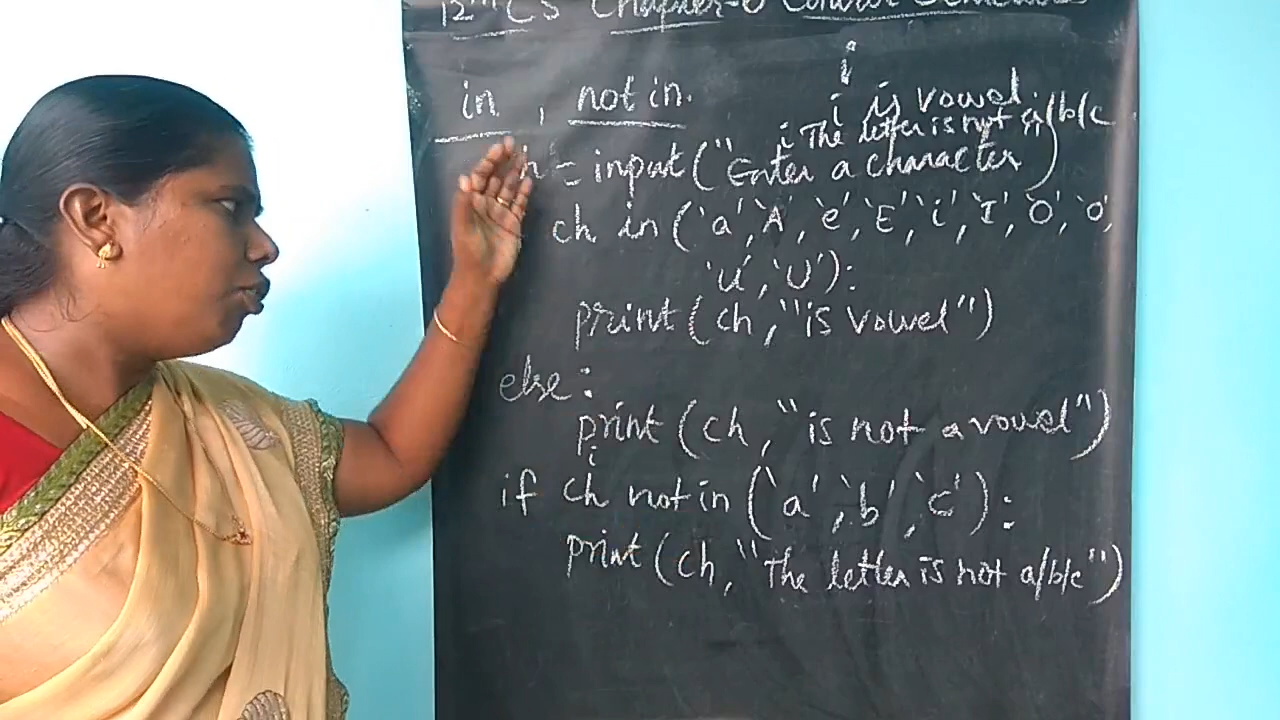 12th CS Chapter-6 Control Structures
in , not in.
i
i is vowel.
i The letter is not a/b/c
= input ("Enter a character )
ch in ('a','A','e','E','i','I','O','o',
'u','U'):
print (ch, "is vowel")
else :
print (ch, "is not a vowel")
i
if ch not in ('a','b','c'):
print (ch, "The letter is not a/b/c")